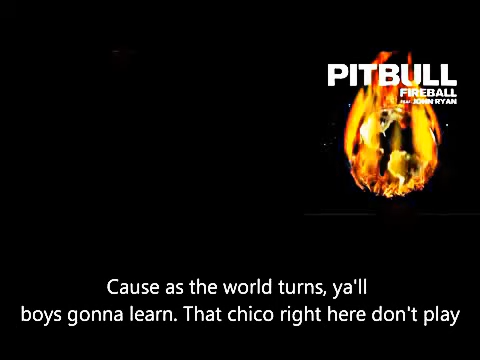 PITBULL
FIREBALL
FEAT. JOHN RYAN
Cause as the world turns, ya'll
boys gonna learn. That chico right here don't play